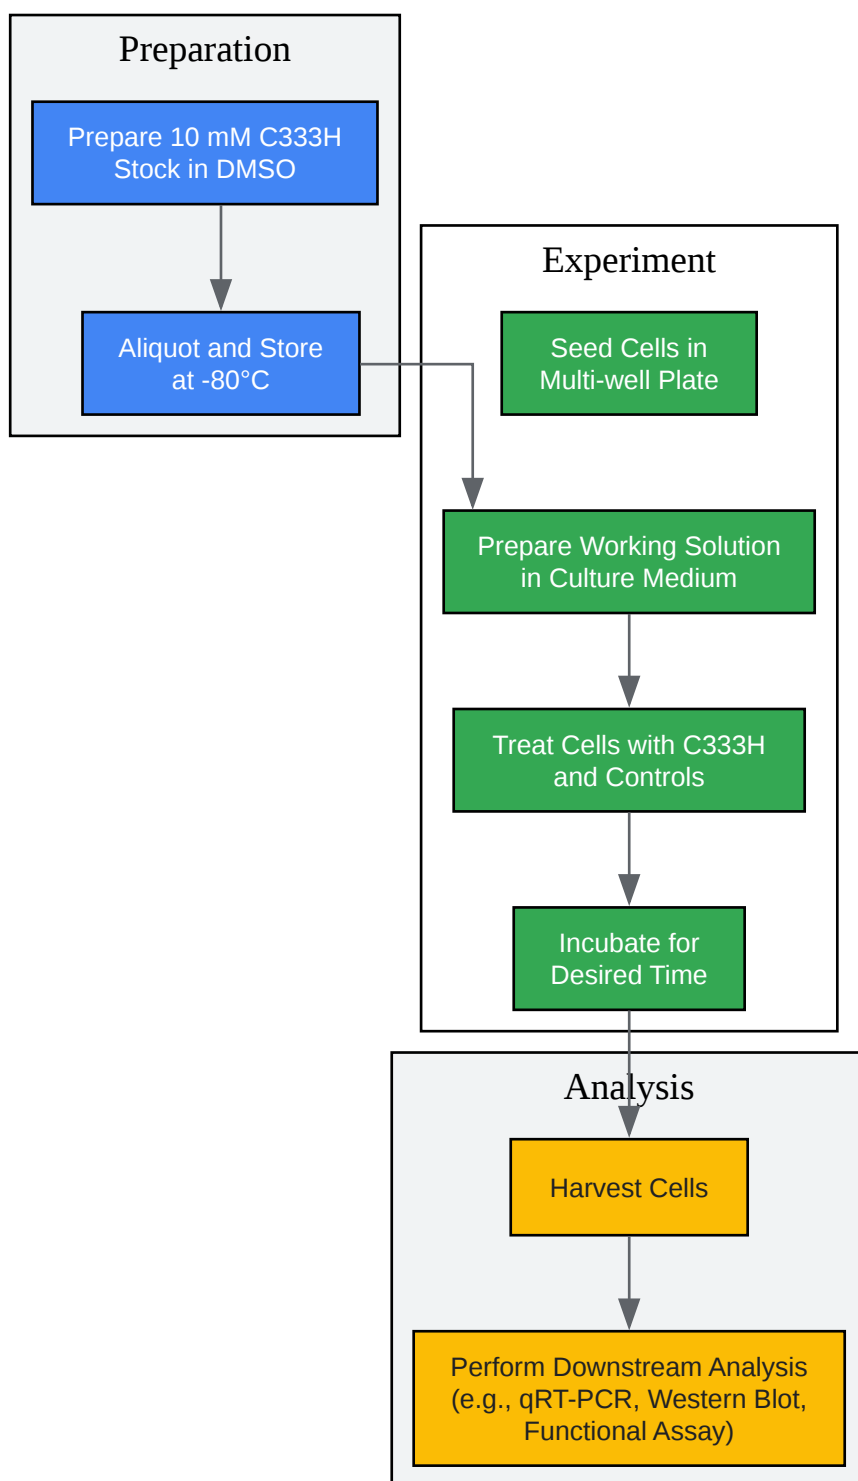 Preparation
Prepare 10 mM C333H
Stock in DMSO
Aliquot and Store
at -80°C
Experiment
Seed Cells in
Multi-well Plate
Prepare Working Solution
in Culture Medium
Treat Cells with C333H
and Controls
Incubate for
Desired Time
Analysis
Harvest Cells
Perform Downstream Analysis
(e.g., qRT-PCR, Western Blot,
Functional Assay)